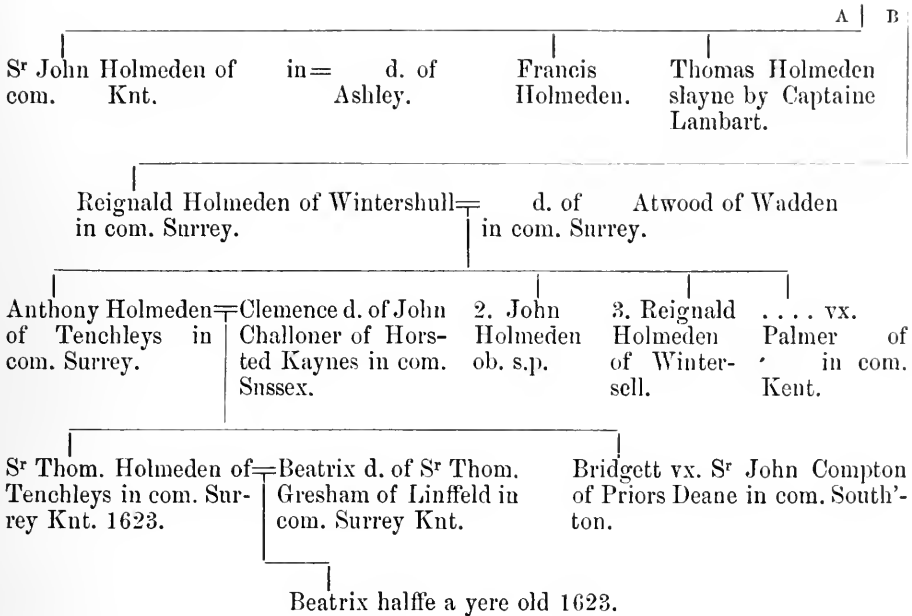 A B
Sr John Holmeden of in= d. of
com. Knt. Ashley.
Francis
Holmeden.
Thomas Holmeden
slayne by Captaine
Lambart.
Reignald Holmeden of Wintershull= d. of Atwood of Wadden
in com. Surrey. in com. Surrey.
Anthony Holmeden=
of Tenchleys in
com. Surrey.
Clemence d. of John
Challoner of Hors-
ted Kaynes in com.
Sussex.
2. John
Holmeden
ob. s.p.
3. Reignald
Holmeden
of Winter-
sell.
.... vx.
Palmer of
in com.
Kent.
Sr Thom. Holmeden of=
Tenchleys in com. Sur-
rey Knt. 1623.
Beatrix d. of Sr Thom.
Gresham of Linffeld in
com. Surrey Knt.
Bridgett vx. Sr John Compton
of Priors Deane in com. South'-
ton.
Beatrix halffe a yere old 1623.